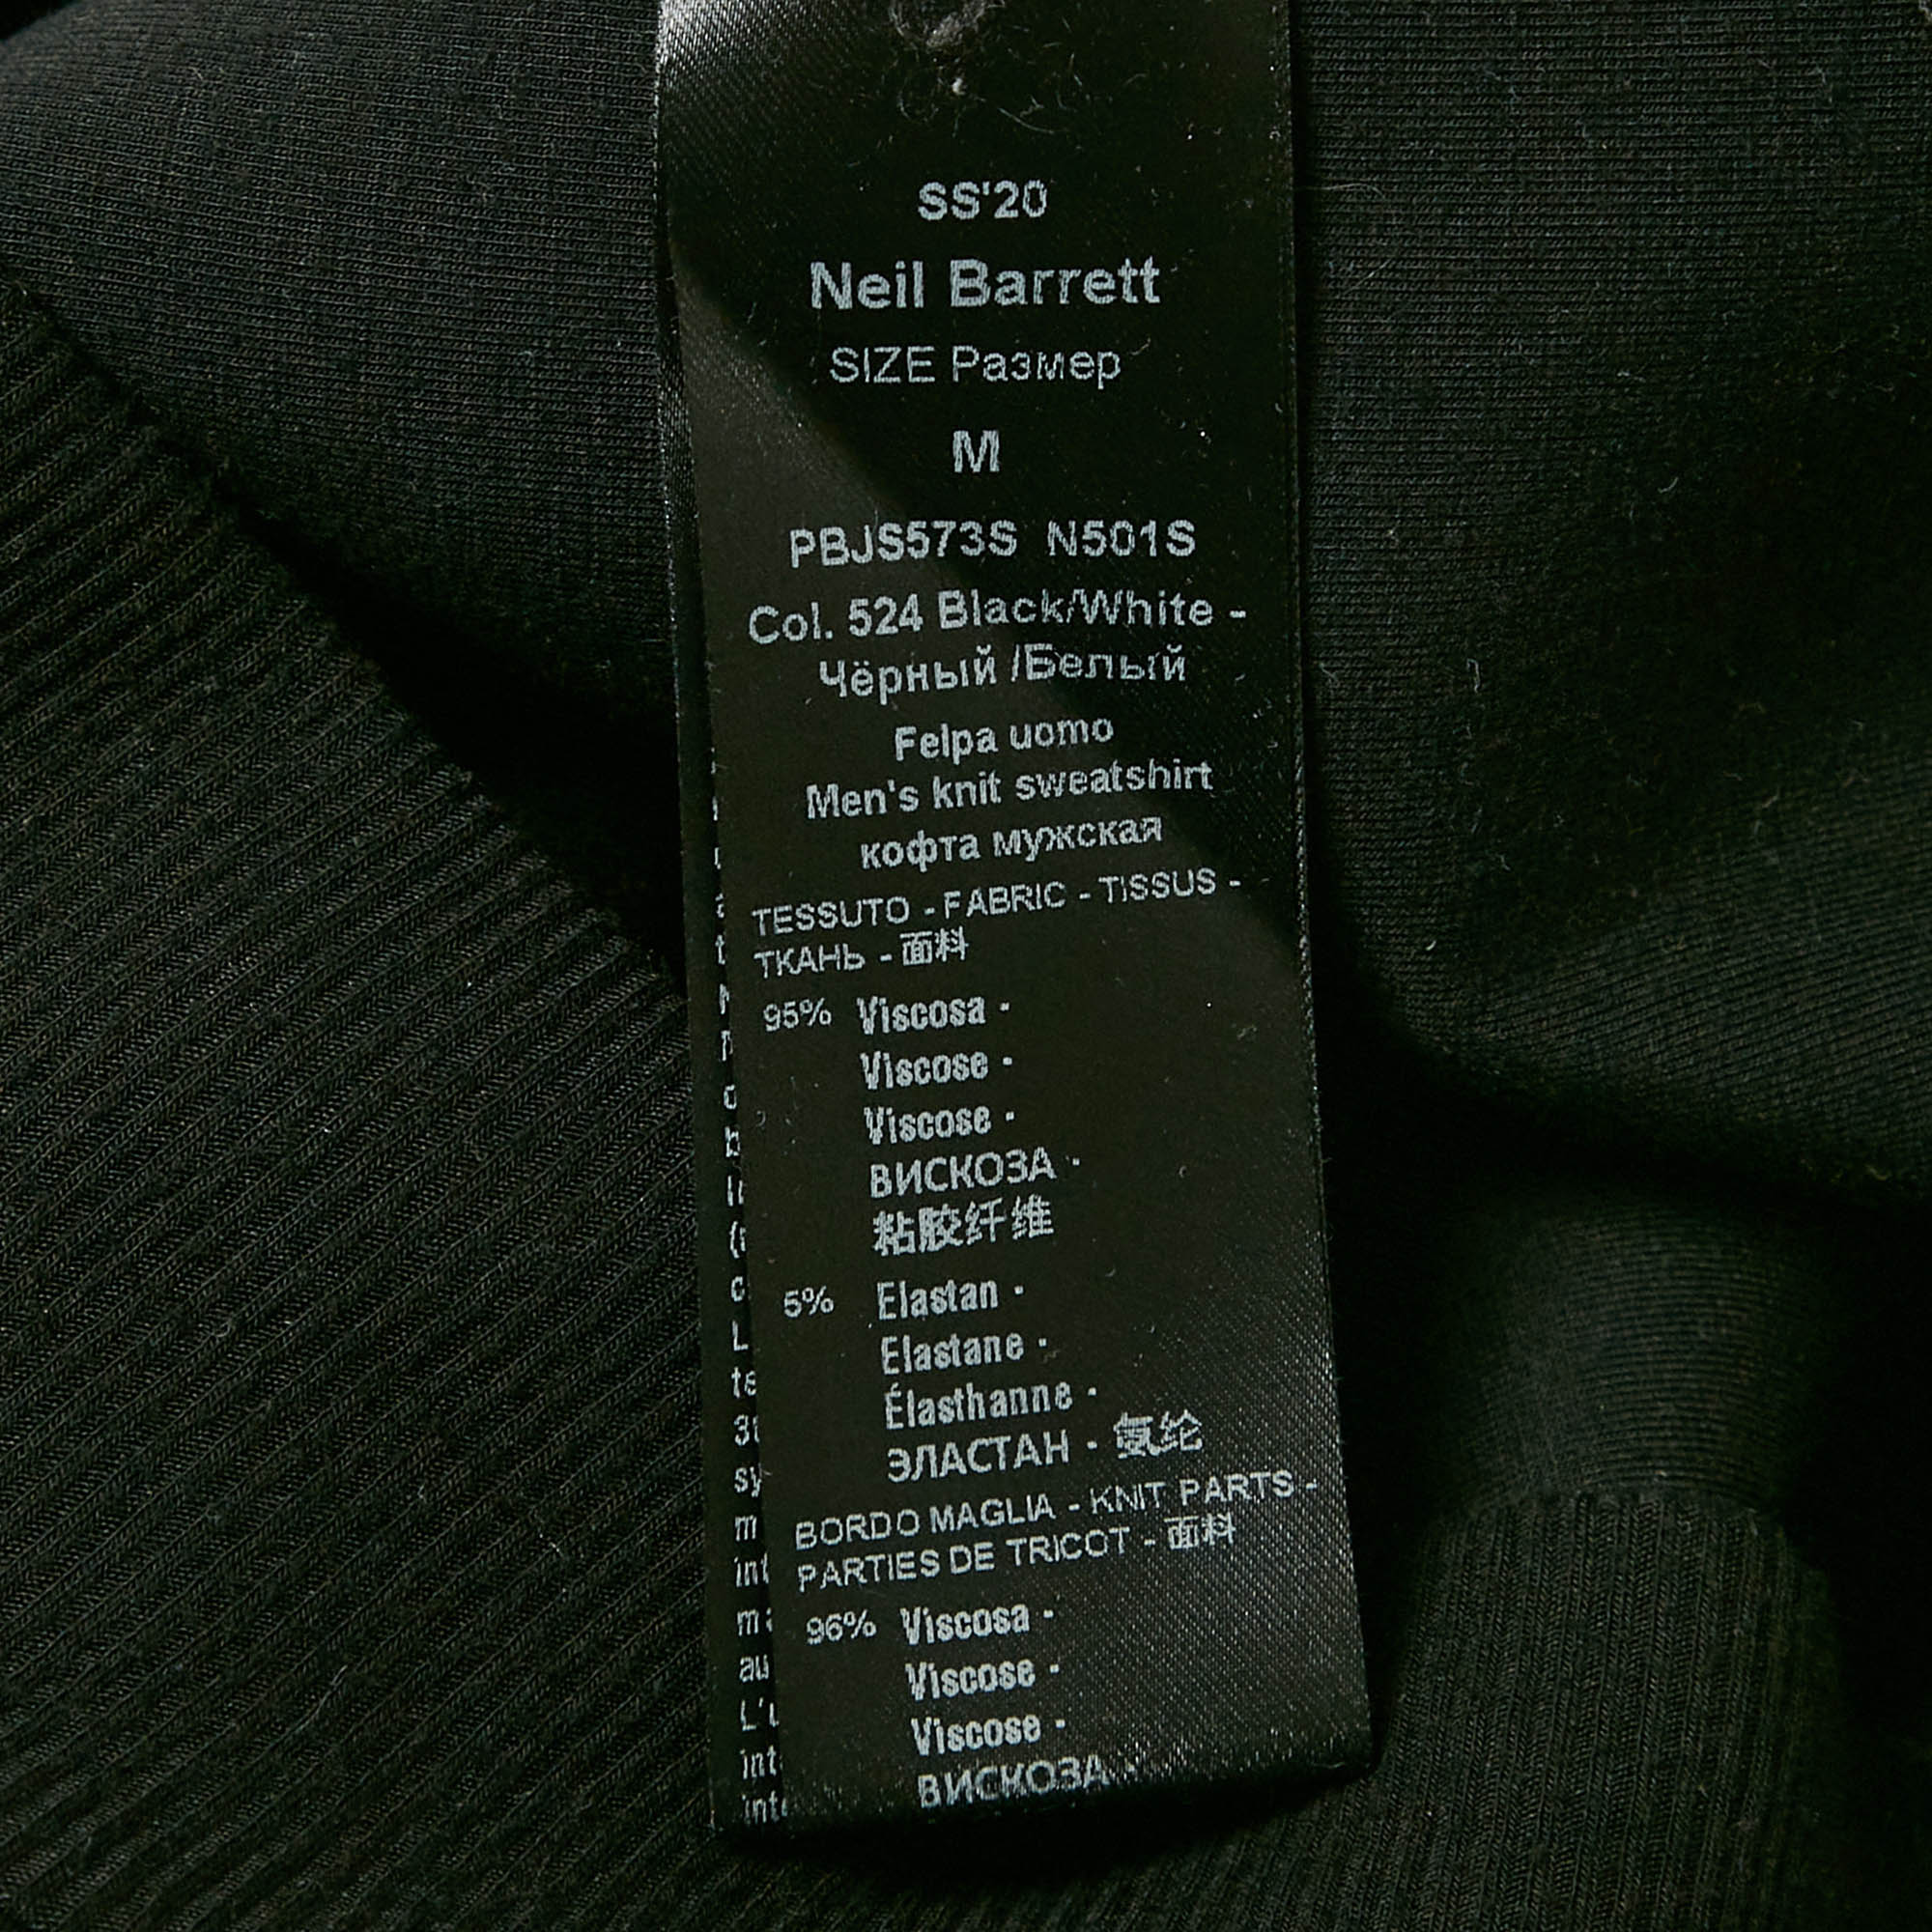 SS'20
Neil Barrett
SIZE Размер
M
PBJS573S N501S
Col. 524 Black/White -
Чёрный /Белый
Felpa uomo
Men's knit sweatshirt
кофта мужская
TESSUTO - FABRIC - TISSUS -
ТКАНЬ - 面料
95% Viscosa -
Viscose -
Viscose -
ВИСКОЗА -
粘胶纤维
5% Elastan -
Elastane -
Élasthanne -
ЭЛАСТАН - 氨纶
BORDO MAGLIA - KNIT PARTS -
PARTIES DE TRICOT - 面料
96% Viscosa -
Viscose -
Viscose -
ВИСКОЗА -